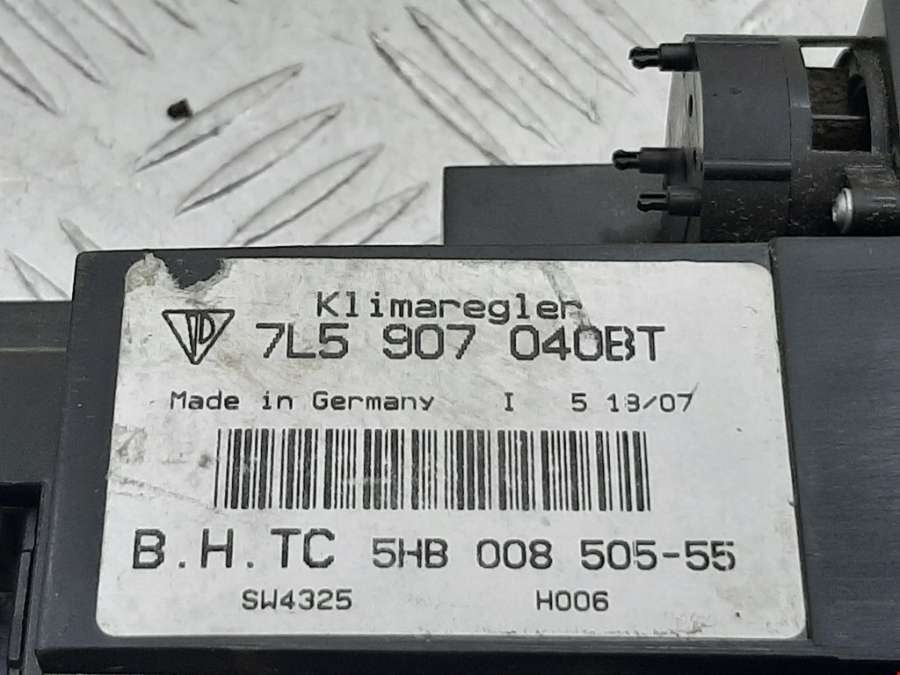 Klimaregler
7L5 907 040BT
Made in Germany I 5 18/07
B.H.TC 5HB 008 505-55
SW4325 H006